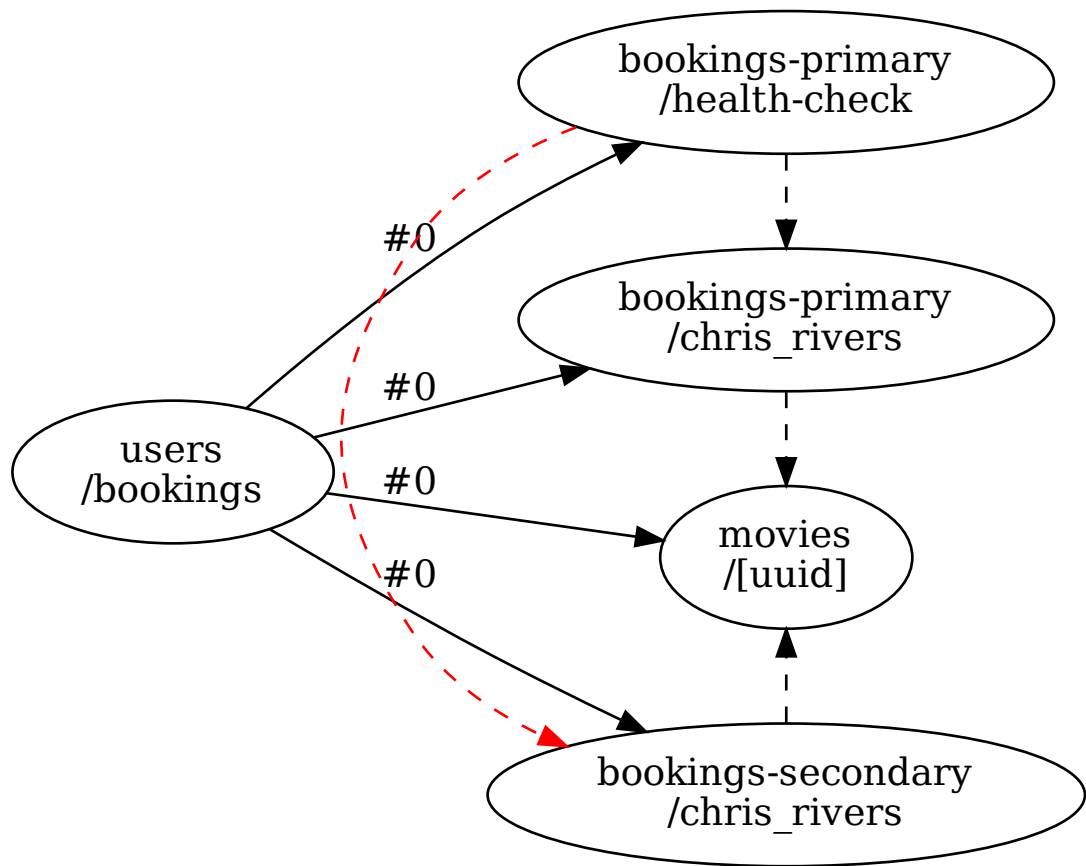 bookings-primary
/health-check
#0
bookings-primary
/chris_rivers
#0
users
/bookings
#0
movies
/[uuid]
#0
bookings-secondary
/chris_rivers